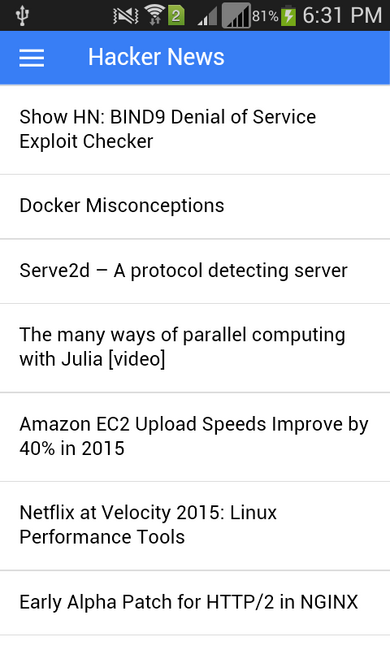 2 81% 6:31 PM
Hacker News
Show HN: BIND9 Denial of Service
Exploit Checker
Docker Misconceptions
Serve2d – A protocol detecting server
The many ways of parallel computing
with Julia [video]
Amazon EC2 Upload Speeds Improve by
40% in 2015
Netflix at Velocity 2015: Linux
Performance Tools
Early Alpha Patch for HTTP/2 in NGINX